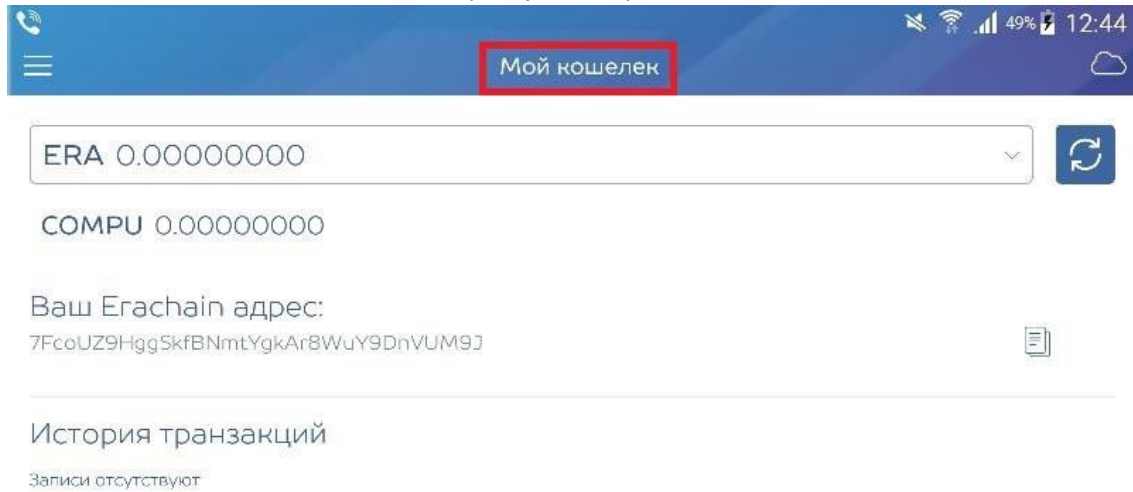 49% 12:44
Мой кошелек
ERA 0.00000000
COMPU 0.00000000
Ваш Erachain адрес:
7FcoUZ9HggSkfBNmtYgkAr8WuY9DnVUM9J
История транзакций
Записи отсутствуют